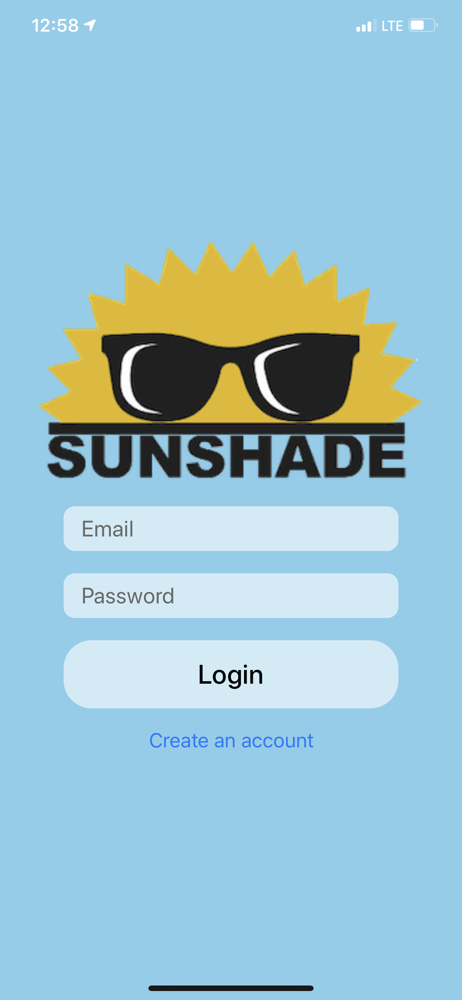 12:58 LTE
SUNSHADE
Email
Password
Login
Create an account